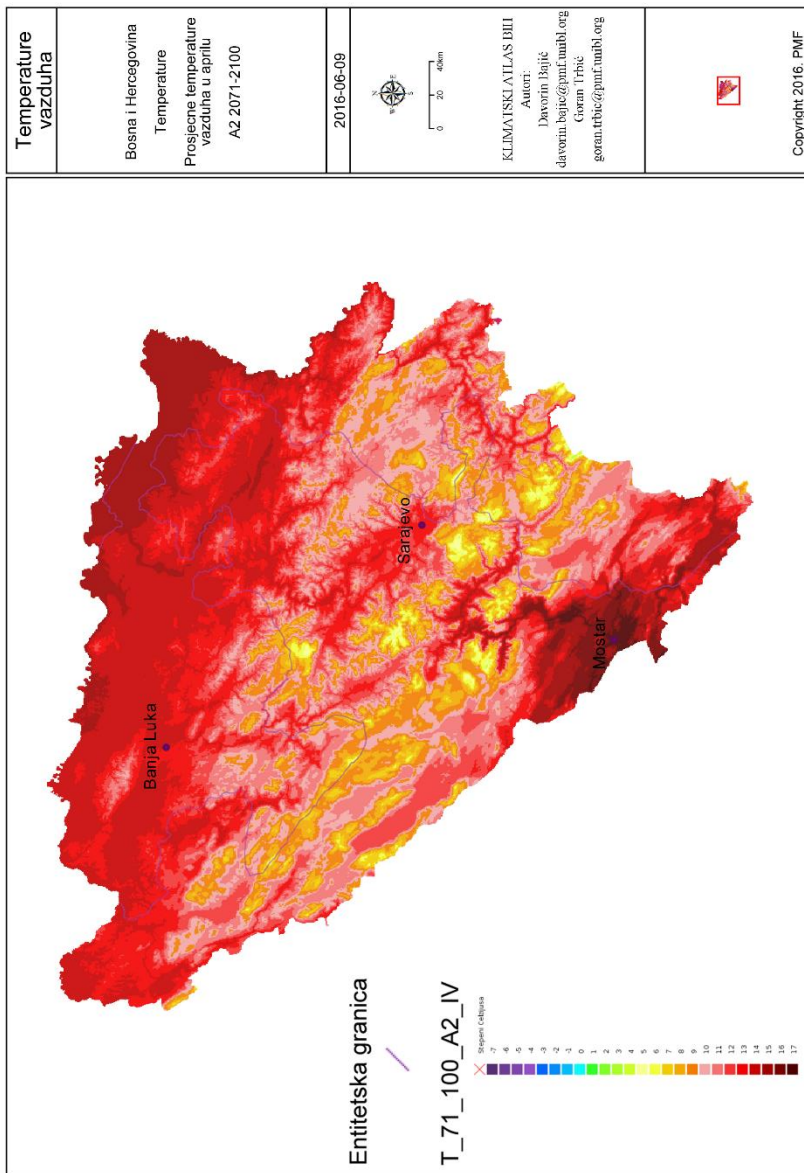 Temperature
vazduha
Bosna i Hercegovina
Temperature
Prosjecne temperature
vazduha u aprilu
A2 2071-2100
2016-06-09
N
E
S
0 20 40km
KLIMATSKI ATLAS BIH
Autori:
Davorin Bajić
davorin.bajic@pmf.unibl.org
Goran Trbić
goran.trbic@pmf.unibl.org
Copyright 2016. PMF
Banja Luka
Sarajevo
Mostar
Entitetska granica
T_71_100_A2_IV
Stepeni Celzijusa
-7
-6
-5
-4
-3
-2
-1
0
1
2
3
4
5
6
7
8
9
10
11
12
13
14
15
16
17